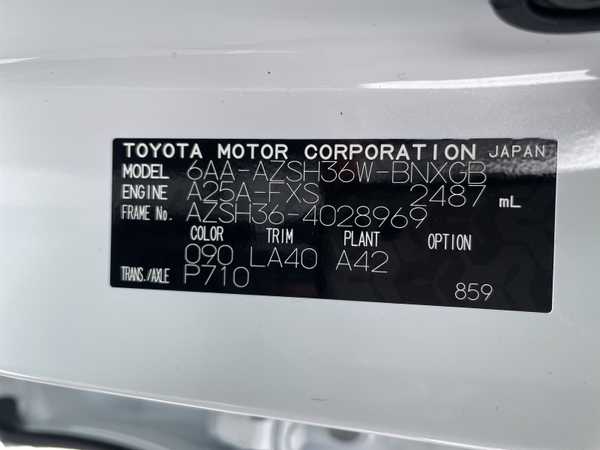 TOYOTA MOTOR CORPORATION JAPAN
MODEL 6AA-AZSH36W-BNXGB
ENGINE A25A-FXS 2487 mL
FRAME No. AZSH36-4028969
COLOR TRIM PLANT OPTION
090 LA40 A42
TRANS./AXLE P710
859